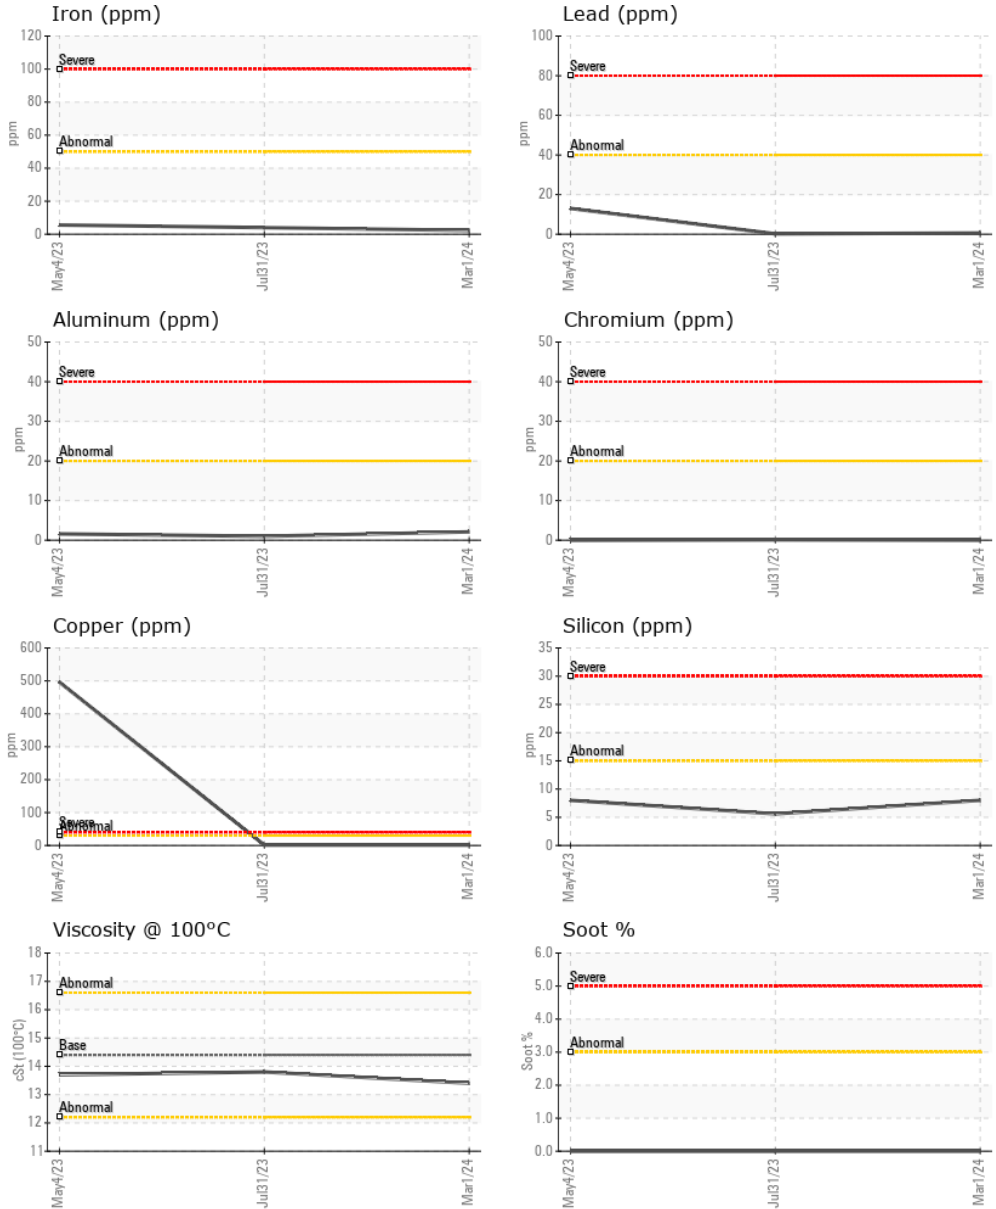 Iron (ppm)
120
100
80
60
40
20
0
ppm
Severe
Abnormal
May4/23
Jul31/23
Mar1/24
Lead (ppm)
100
80
60
40
20
0
ppm
Severe
Abnormal
May4/23
Jul31/23
Mar1/24
Aluminum (ppm)
50
40
30
20
10
0
ppm
Severe
Abnormal
May4/23
Jul31/23
Mar1/24
Chromium (ppm)
50
40
30
20
10
0
ppm
Severe
Abnormal
May4/23
Jul31/23
Mar1/24
Copper (ppm)
600
500
400
300
200
100
0
ppm
Severe
Abnormal
May4/23
Jul31/23
Mar1/24
Silicon (ppm)
35
30
25
20
15
10
5
0
ppm
Severe
Abnormal
May4/23
Jul31/23
Mar1/24
Viscosity @ 100°C
18
17
16
15
14
13
12
11
cSt (100°C)
Abnormal
Base
Abnormal
May4/23
Jul31/23
Mar1/24
Soot %
6.0
5.0
4.0
3.0
2.0
1.0
0.0
Soot %
Severe
Abnormal
May4/23
Jul31/23
Mar1/24